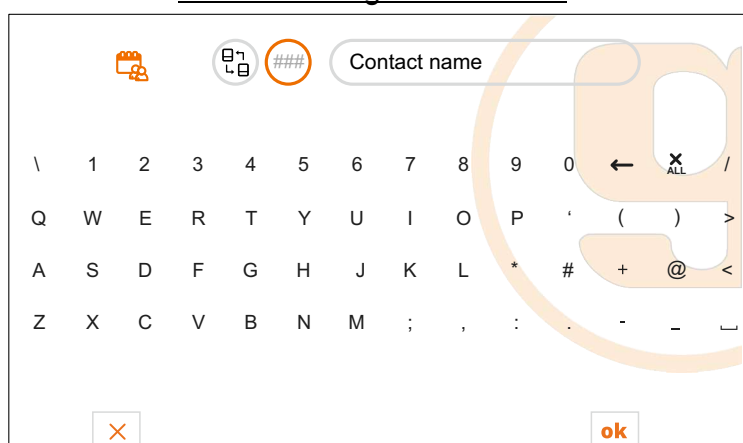 ### Contact name
\ 1 2 3 4 5 6 7 8 9 0 ← X ALL /
Q W E R T Y U I O P ‘ ( ) >
A S D F G H J K L * # + @ <
Z X C V B N M ; , : . - _ ⌴
ok